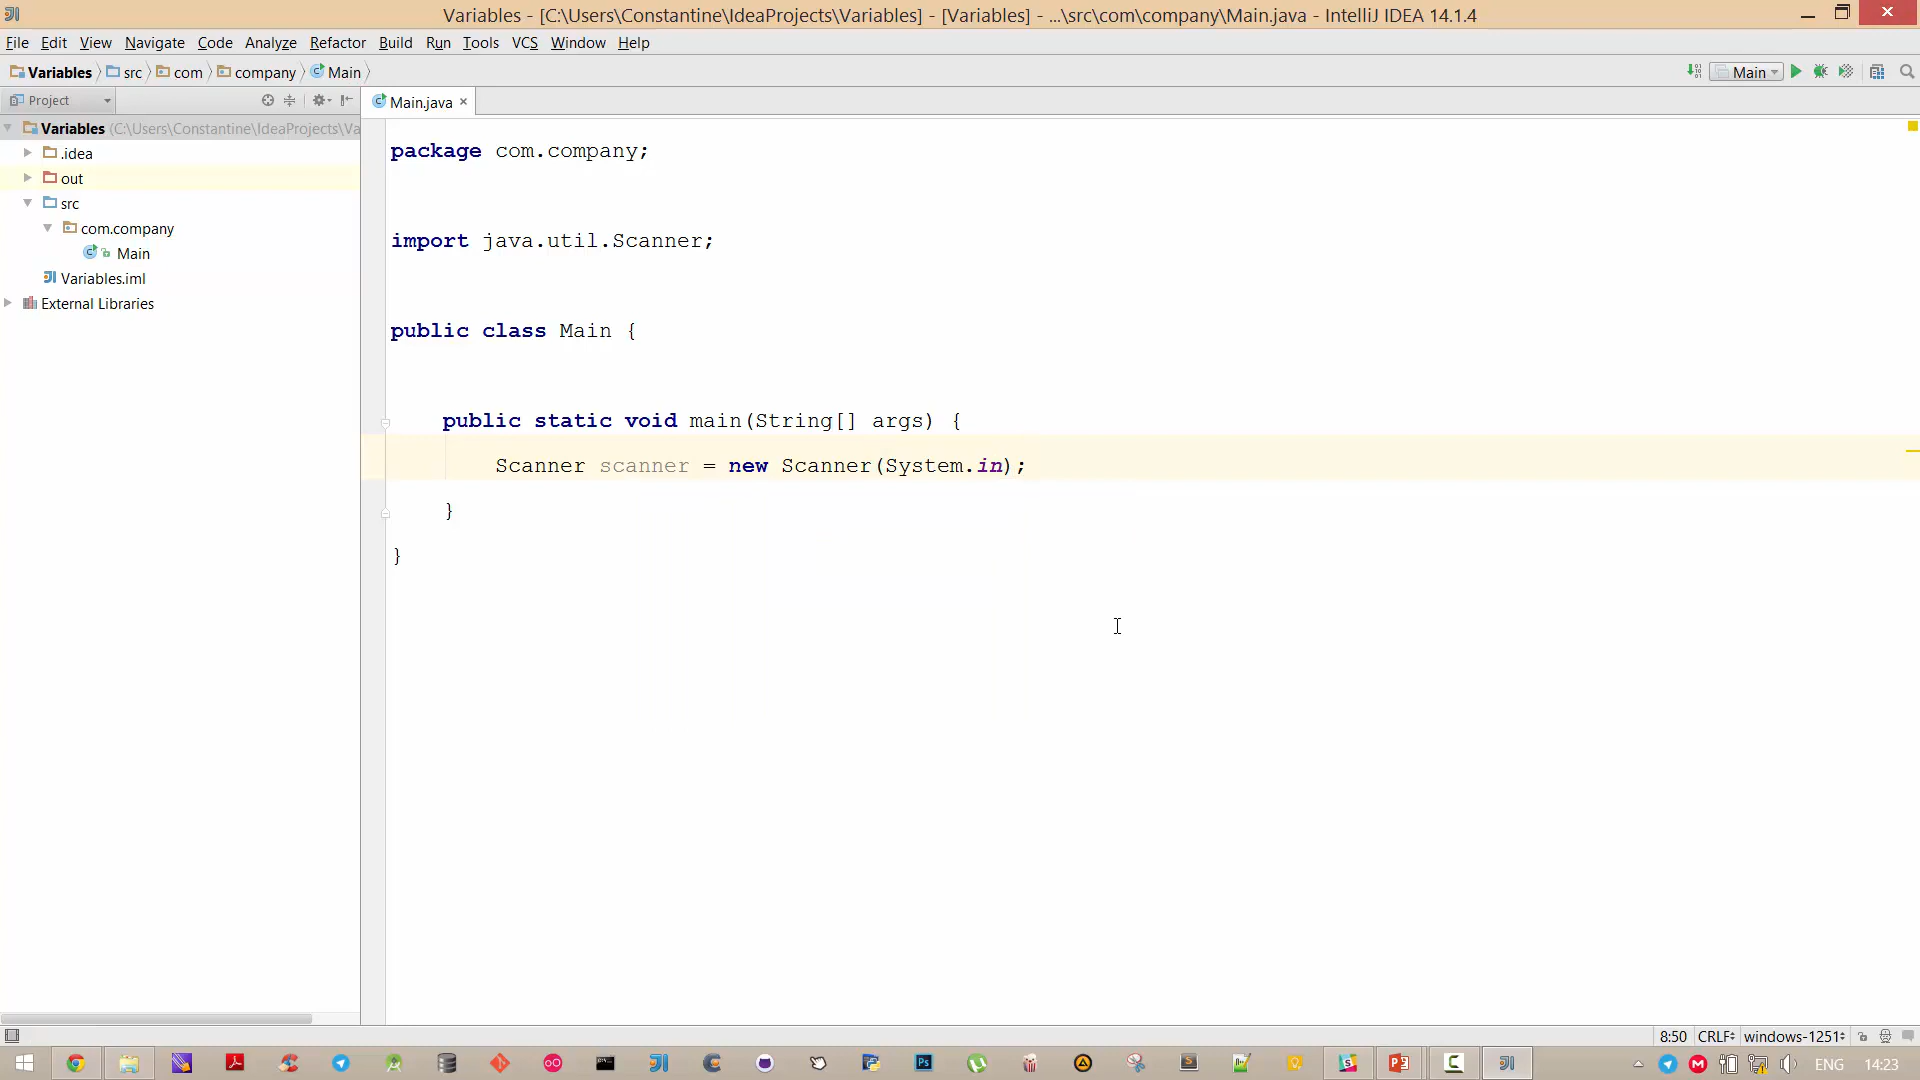 Variables - [C:\Users\Constantine\IdeaProjects\Variables] - [Variables] - ...\src\com\company\Main.java - IntelliJ IDEA 14.1.4
File Edit View Navigate Code Analyze Refactor Build Run Tools VCS Window Help
Variables src com company Main
Main
Project
Main.java
Variables (C:\Users\Constantine\IdeaProjects\Va
.idea
out
src
com.company
Main
Variables.iml
External Libraries
package com.company;
import java.util.Scanner;
public class Main {
public static void main(String[] args) {
Scanner scanner = new Scanner(System.in);
}
}
8:50 CRLF windows-1251
ENG 14:23